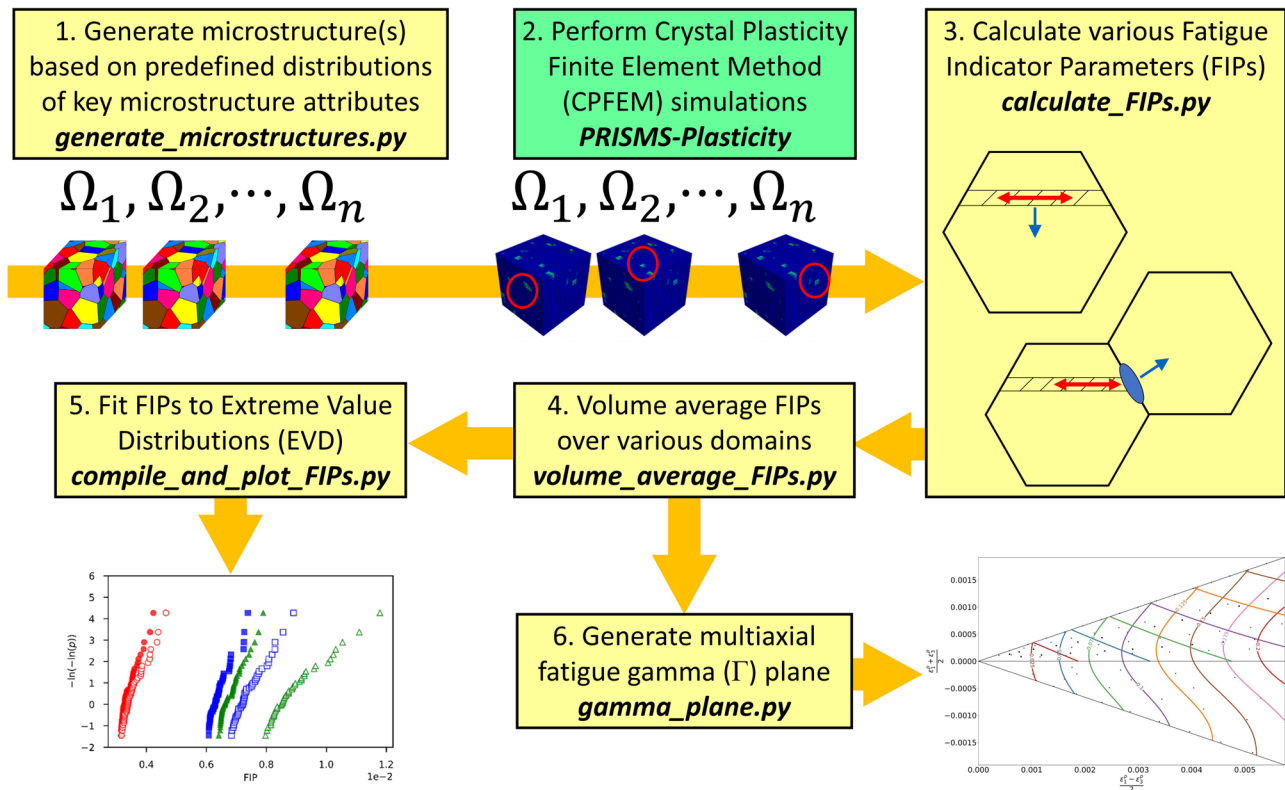 1. Generate microstructure(s)
based on predefined distributions
of key microstructure attributes
generate_microstructures.py
2. Perform Crystal Plasticity
Finite Element Method
(CPFEM) simulations
PRISMS-Plasticity
3. Calculate various Fatigue
Indicator Parameters (FIPs)
calculate_FIPs.py
Ω₁, Ω₂,⋯, Ωₙ
Ω₁, Ω₂,⋯, Ωₙ
5. Fit FIPs to Extreme Value
Distributions (EVD)
compile_and_plot_FIPs.py
4. Volume average FIPs
over various domains
volume_average_FIPs.py
6
5
4
3
2
1
0
-1
-2
−ln(−ln(p))
0.4
0.6
0.8
1.0
1.2
1e−2
FIP
6. Generate multiaxial
fatigue gamma (Γ) plane
gamma_plane.py
0.0015
0.0010
0.0005
0.0000
−0.0005
−0.0010
−0.0015
0.125
0.1
0.000
0.001
0.002
0.003
0.004
0.005